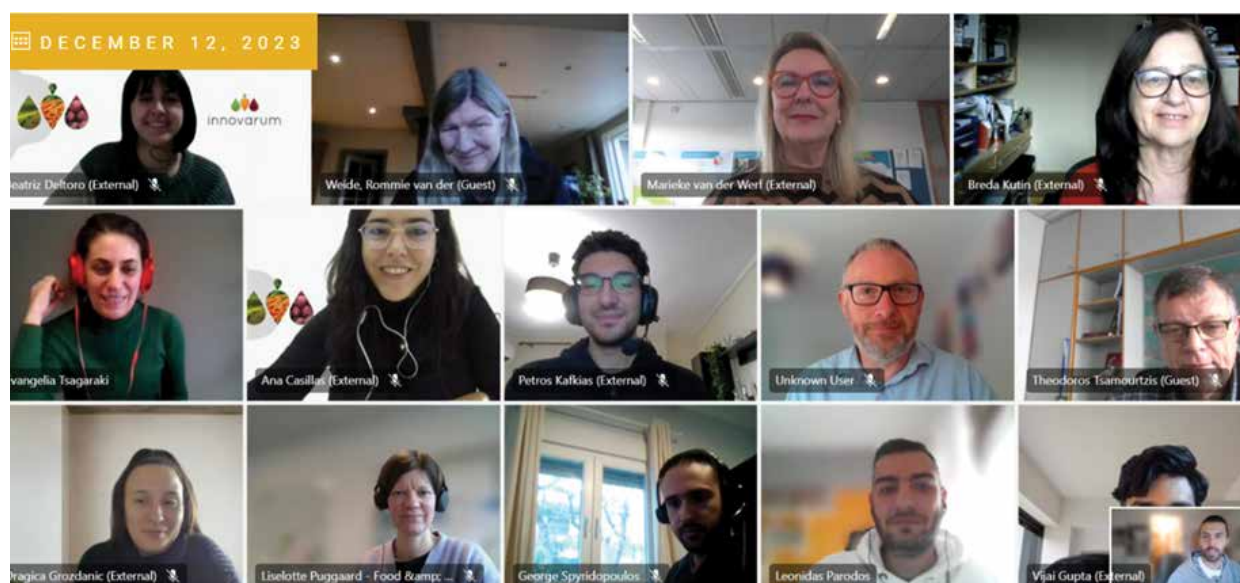 DECEMBER 12, 2023
innovarum
eatriz Deltoro (External)
Weide, Rommie van der (Guest)
Marieke van der Werf (External)
Breda Kutin (External)
vangelia Tsagaraki
Ana Casillas (External)
Petros Kafkias (External)
Unknown User
Theodoros Tsamourtzis (Guest)
Dragica Grozdanic (External)
Liselotte Puggaard - Food &amp; ...
George Spyridopoulos
Leonidas Parodos
Vijai Gupta (External)